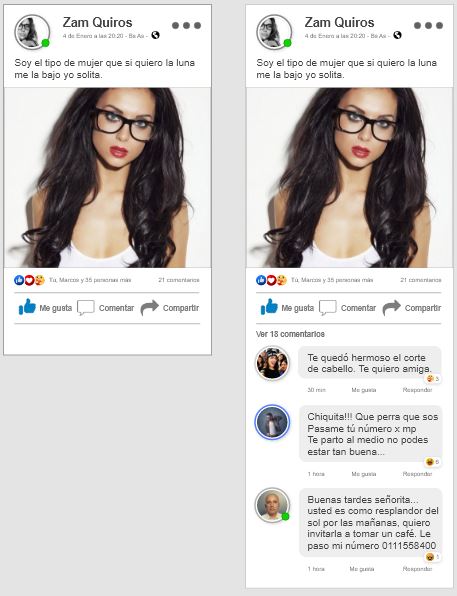 Zam Quiros
4 de Enero a las 20:20 - Bs As -
Soy el tipo de mujer que si quiero la luna
me la bajo yo solita.
Tú, Marcos y 35 personas más 21 comentarios
Me gusta Comentar Compartir
Zam Quiros
4 de Enero a las 20:20 - Bs As -
Soy el tipo de mujer que si quiero la luna
me la bajo yo solita.
Tú, Marcos y 35 personas más 21 comentarios
Me gusta Comentar Compartir
Ver 18 comentarios
Te quedó hermoso el corte
de cabello. Te quiero amiga.
3
30 min Me gusta Responder
Chiquita!!! Que perra que sos
Pasame tú número x mp
Te parto al medio no podes
estar tan buena...
6
1 hora Me gusta Responder
Buenas tardes señorita...
usted es como resplandor del
sol por las mañanas, quiero
invitarla a tomar un café. Le
paso mi número 0111558400
1
1 hora Me gusta Responder